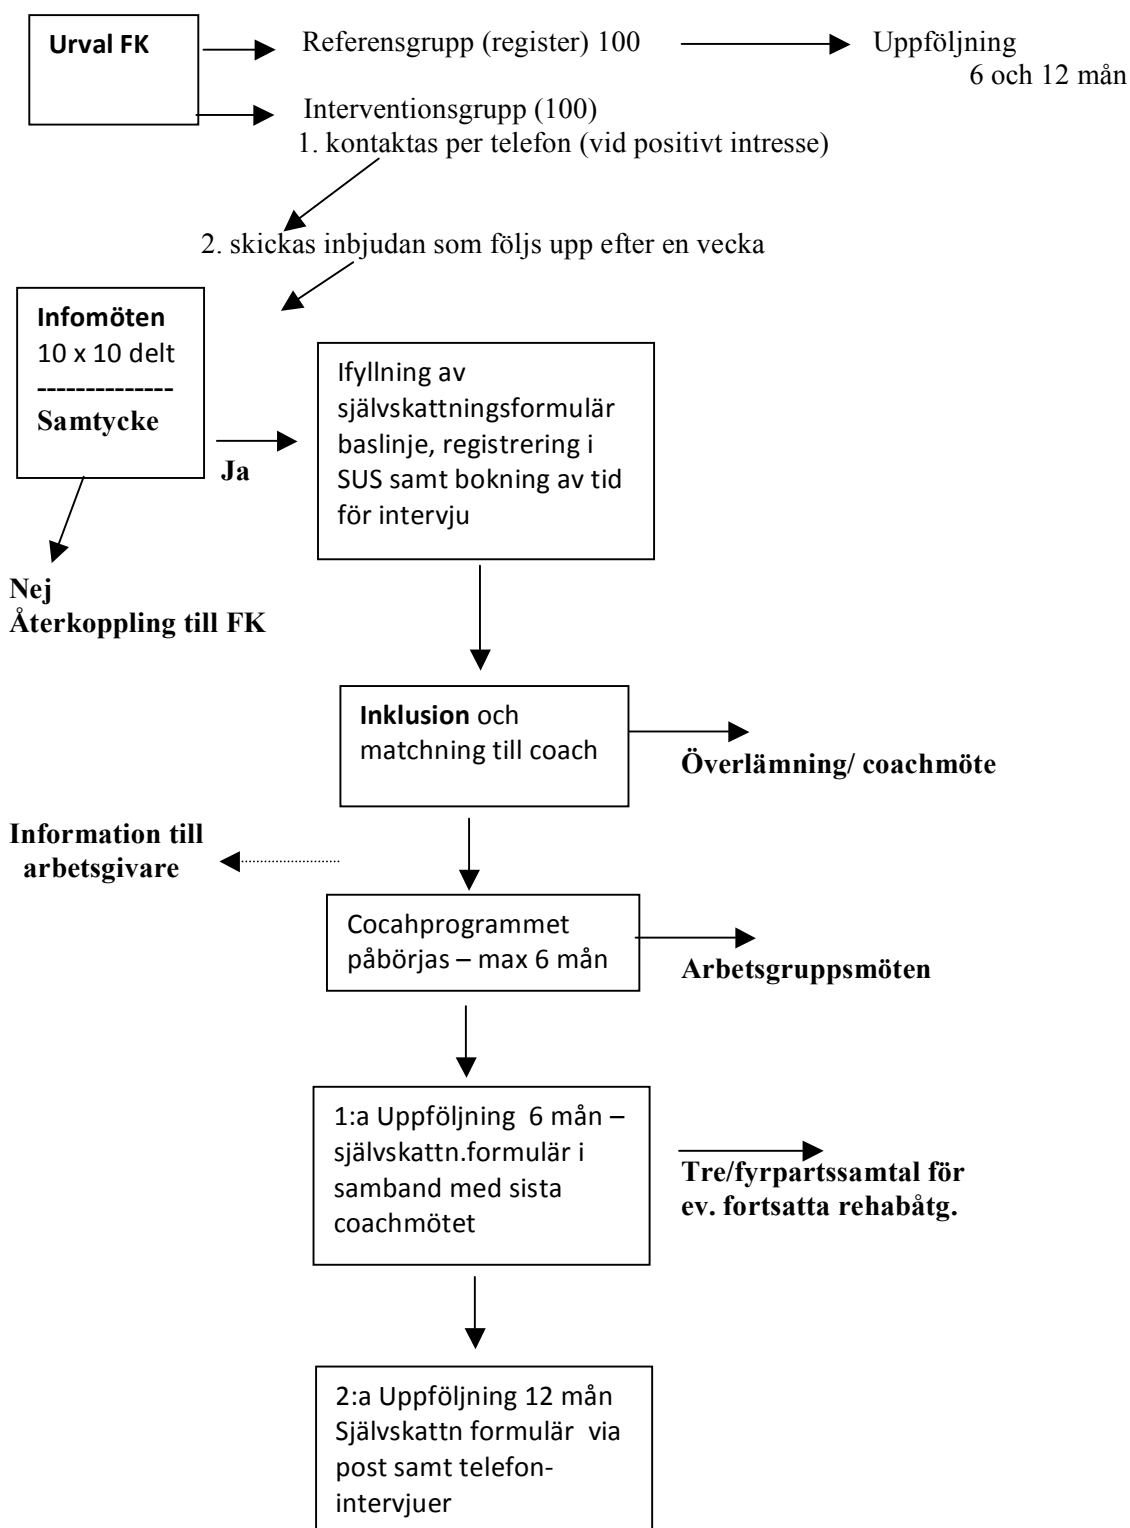 Urval FK
Referensgrupp (register) 100
Uppföljning
6 och 12 mån
Interventionsgrupp (100)
1. kontaktas per telefon (vid positivt intresse)
2. skickas inbjudan som följs upp efter en vecka
Infomöten
10 x 10 delt
--------------
Samtycke
Ja
Ifyllning av
självskattningsformulär
baslinje, registrering i
SUS samt bokning av tid
för intervju
Nej
Återkoppling till FK
Inklusion och
matchning till coach
Överlämning/ coachmöte
Information till
arbetsgivare
Cocahprogrammet
påbörjas – max 6 mån
Arbetsgruppsmöten
1:a Uppföljning  6 mån –
självskattn.formulär i
samband med sista
coachmötet
Tre/fyrpartssamtal för
ev. fortsatta rehabåtg.
2:a Uppföljning 12 mån
Självskattn formulär  via
post samt telefon-
intervjuer